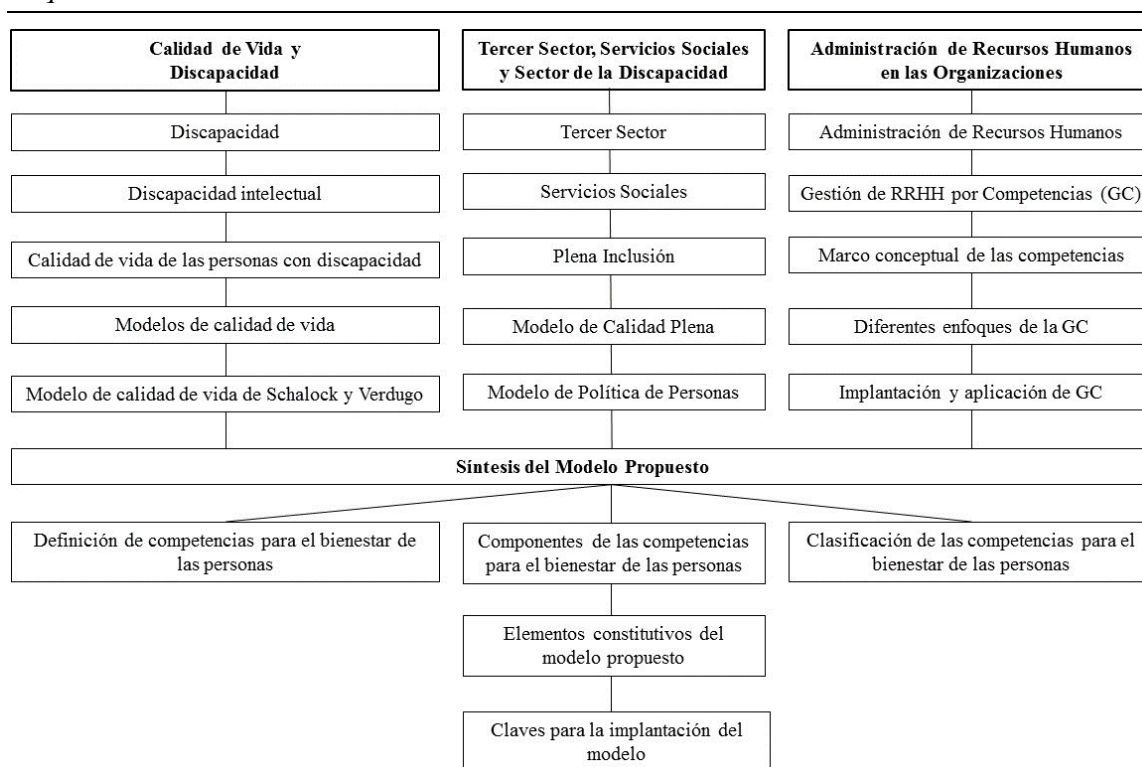 Calidad de Vida y
Discapacidad
Tercer Sector, Servicios Sociales
y Sector de la Discapacidad
Administración de Recursos Humanos
en las Organizaciones
Discapacidad
Tercer Sector
Administración de Recursos Humanos
Discapacidad intelectual
Servicios Sociales
Gestión de RRHH por Competencias (GC)
Calidad de vida de las personas con discapacidad
Plena Inclusión
Marco conceptual de las competencias
Modelos de calidad de vida
Modelo de Calidad Plena
Diferentes enfoques de la GC
Modelo de calidad de vida de Schalock y Verdugo
Modelo de Política de Personas
Implantación y aplicación de GC
Síntesis del Modelo Propuesto
Definición de competencias para el bienestar de
las personas
Componentes de las competencias
para el bienestar de las personas
Clasificación de las competencias para el
bienestar de las personas
Elementos constitutivos del
modelo propuesto
Claves para la implantación del
modelo